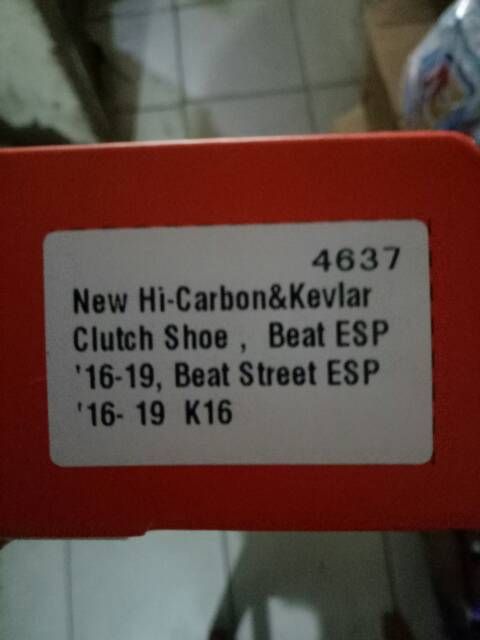 4637
New Hi-Carbon&Kevlar
Clutch Shoe , Beat ESP
'16-19, Beat Street ESP
'16- 19 K16